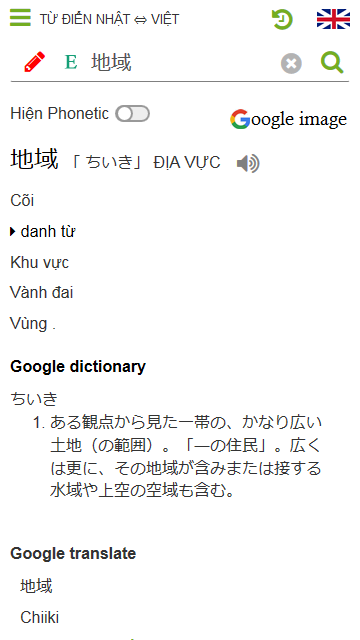 TỪ ĐIỂN NHẬT ⇔ VIỆT
E 地域
Hiện Phonetic
Google image
地域 「 ちいき」 ĐỊA VỰC
Cõi
danh từ
Khu vực
Vành đai
Vùng .
Google dictionary
ちいき
1. ある観点から見た一帯の、かなり広い
土地（の範囲）。「―の住民」。広く
は更に、その地域が含みまたは接する
水域や上空の空域も含む。
Google translate
地域
Chiiki